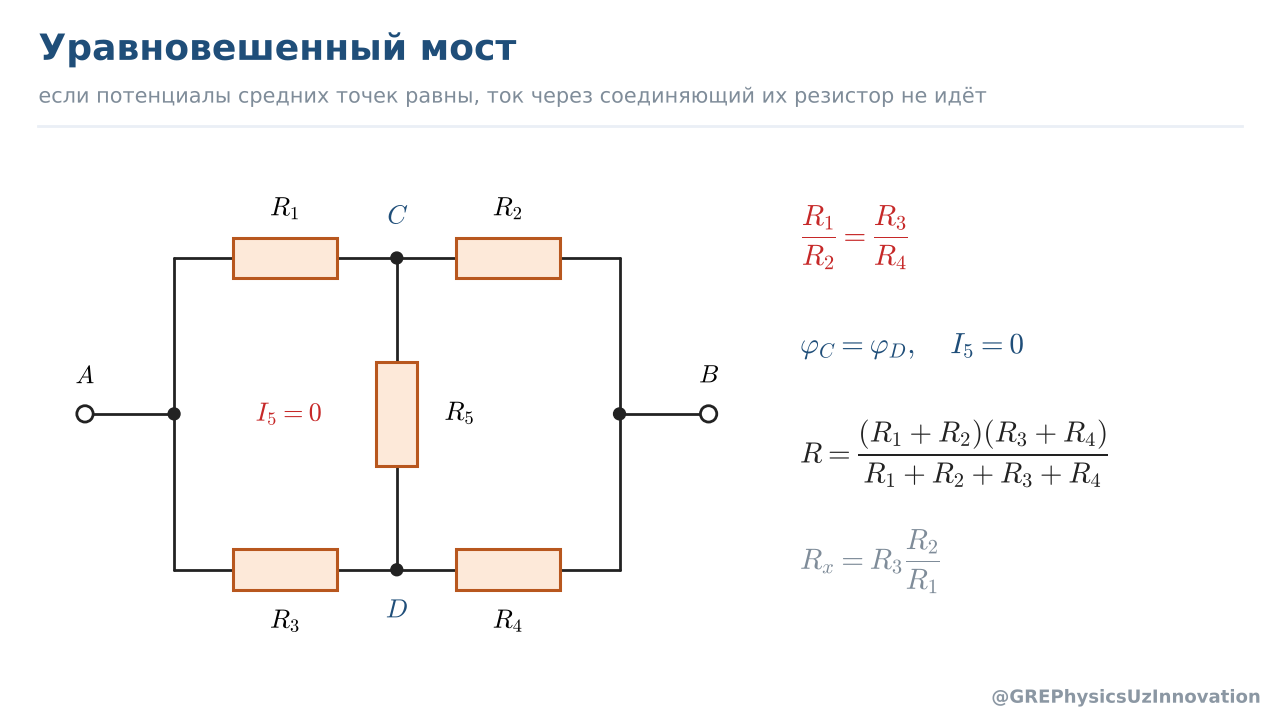 Уравновешенный мост
если потенциалы средних точек равны, ток через соединяющий их резистор не идёт
R₁
C
R₂
A
B
I₅ = 0
R₅
R₃
D
R₄
R₁/R₂ = R₃/R₄
φ_C = φ_D, I₅ = 0
R = (R₁ + R₂)(R₃ + R₄)/(R₁ + R₂ + R₃ + R₄)
Rₓ = R₃ R₂/R₁
@GREPhysicsUzInnovation